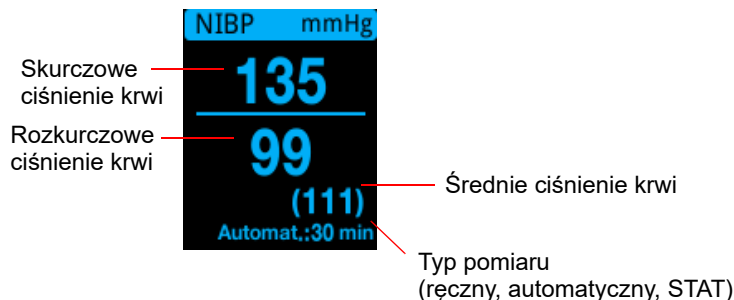 NIBP mmHg
Skurczowe
ciśnienie krwi
135
Rozkurczowe
ciśnienie krwi
99
(111)
Średnie ciśnienie krwi
Automat.:30 min
Typ pomiaru
(ręczny, automatyczny, STAT)